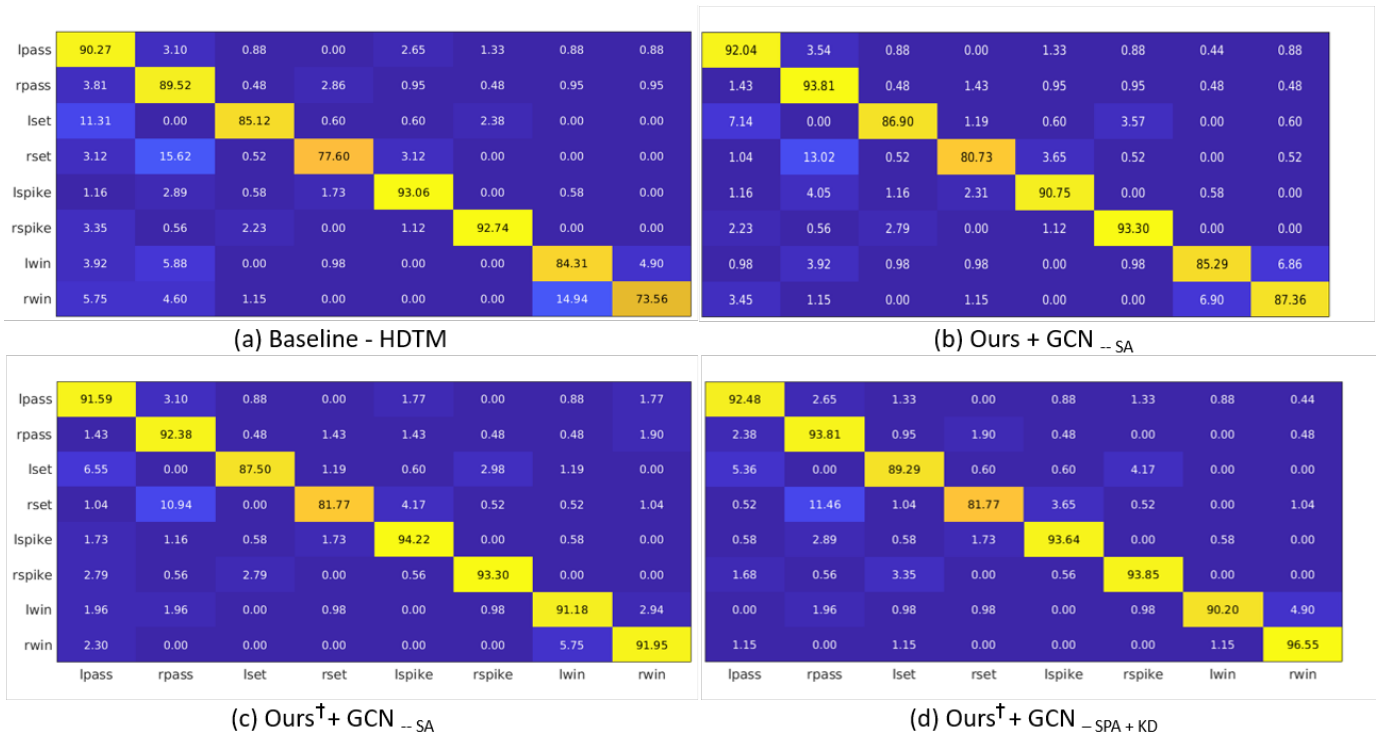 lpass 90.27 3.10 0.88 0.00 2.65 1.33 0.88 0.88
rpass 3.81 89.52 0.48 2.86 0.95 0.48 0.95 0.95
lset 11.31 0.00 85.12 0.60 0.60 2.38 0.00 0.00
rset 3.12 15.62 0.52 77.60 3.12 0.00 0.00 0.00
lspike 1.16 2.89 0.58 1.73 93.06 0.00 0.58 0.00
rspike 3.35 0.56 2.23 0.00 1.12 92.74 0.00 0.00
lwin 3.92 5.88 0.00 0.98 0.00 0.00 84.31 4.90
rwin 5.75 4.60 1.15 0.00 0.00 0.00 14.94 73.56
(a) Baseline - HDTM
92.04 3.54 0.88 0.00 1.33 0.88 0.44 0.88
1.43 93.81 0.48 1.43 0.95 0.95 0.48 0.48
7.14 0.00 86.90 1.19 0.60 3.57 0.00 0.60
1.04 13.02 0.52 80.73 3.65 0.52 0.00 0.52
1.16 4.05 1.16 2.31 90.75 0.00 0.58 0.00
2.23 0.56 2.79 0.00 1.12 93.30 0.00 0.00
0.98 3.92 0.98 0.98 0.00 0.98 85.29 6.86
3.45 1.15 0.00 1.15 0.00 0.00 6.90 87.36
(b) Ours + GCN -- SA
lpass 91.59 3.10 0.88 0.00 1.77 0.00 0.88 1.77
rpass 1.43 92.38 0.48 1.43 1.43 0.48 0.48 1.90
lset 6.55 0.00 87.50 1.19 0.60 2.98 1.19 0.00
rset 1.04 10.94 0.00 81.77 4.17 0.52 0.52 1.04
lspike 1.73 1.16 0.58 1.73 94.22 0.00 0.58 0.00
rspike 2.79 0.56 2.79 0.00 0.56 93.30 0.00 0.00
lwin 1.96 1.96 0.00 0.98 0.00 0.98 91.18 2.94
rwin 2.30 0.00 0.00 0.00 0.00 0.00 5.75 91.95
lpass rpass lset rset lspike rspike lwin rwin
(c) Ours† + GCN -- SA
92.48 2.65 1.33 0.00 0.88 1.33 0.88 0.44
2.38 93.81 0.95 1.90 0.48 0.00 0.00 0.48
5.36 0.00 89.29 0.60 0.60 4.17 0.00 0.00
0.52 11.46 1.04 81.77 3.65 0.52 0.00 1.04
0.58 2.89 0.58 1.73 93.64 0.00 0.58 0.00
1.68 0.56 3.35 0.00 0.56 93.85 0.00 0.00
0.00 1.96 0.98 0.98 0.00 0.98 90.20 4.90
1.15 0.00 1.15 0.00 0.00 0.00 1.15 96.55
lpass rpass lset rset lspike rspike lwin rwin
(d) Ours† + GCN – SPA + KD